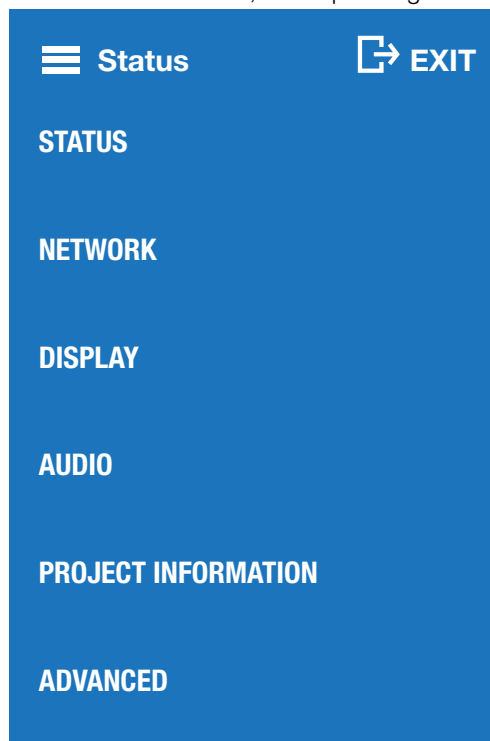 Status EXIT
STATUS
NETWORK
DISPLAY
AUDIO
PROJECT INFORMATION
ADVANCED